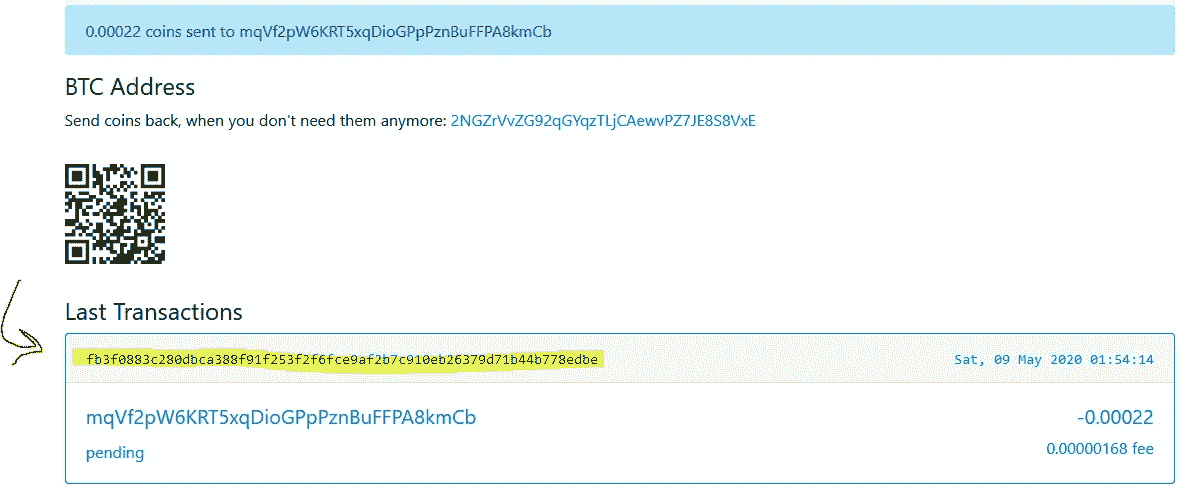 0.00022 coins sent to mqVf2pW6KRT5xqDioGPpPznBuFFPA8kmCb
BTC Address
Send coins back, when you don't need them anymore: 2NGZrVvZG92qGYqzTLjCAewvPZ7JE8S8VxE
Last Transactions
fb3f0883c280dbca388f91f253f2f6fce9af2b7c910eb26379d71b44b778edbe Sat, 09 May 2020 01:54:14
mqVf2pW6KRT5xqDioGPpPznBuFFPA8kmCb -0.00022
pending 0.00000168 fee